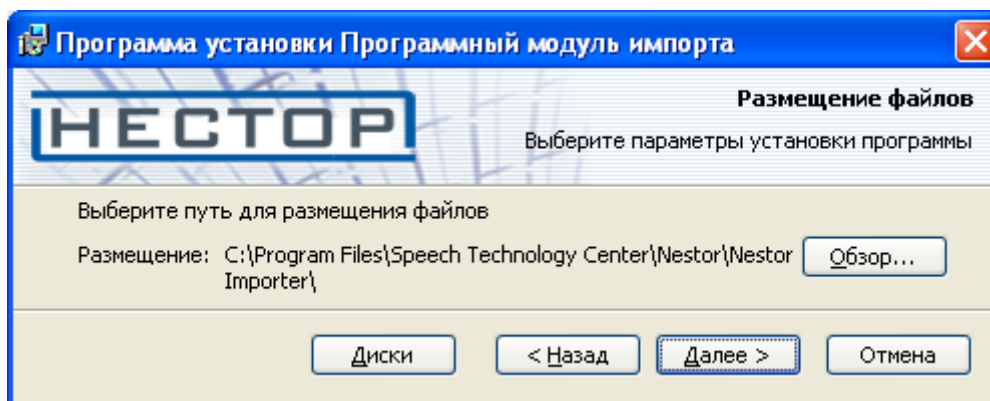 Программа установки Программный модуль импорта
НЕСТОР
Размещение файлов
Выберите параметры установки программы
Выберите путь для размещения файлов
Размещение: C:\Program Files\Speech Technology Center\Nestor\Nestor
Importer\
Обзор...
Диски
< Назад
Далее >
Отмена